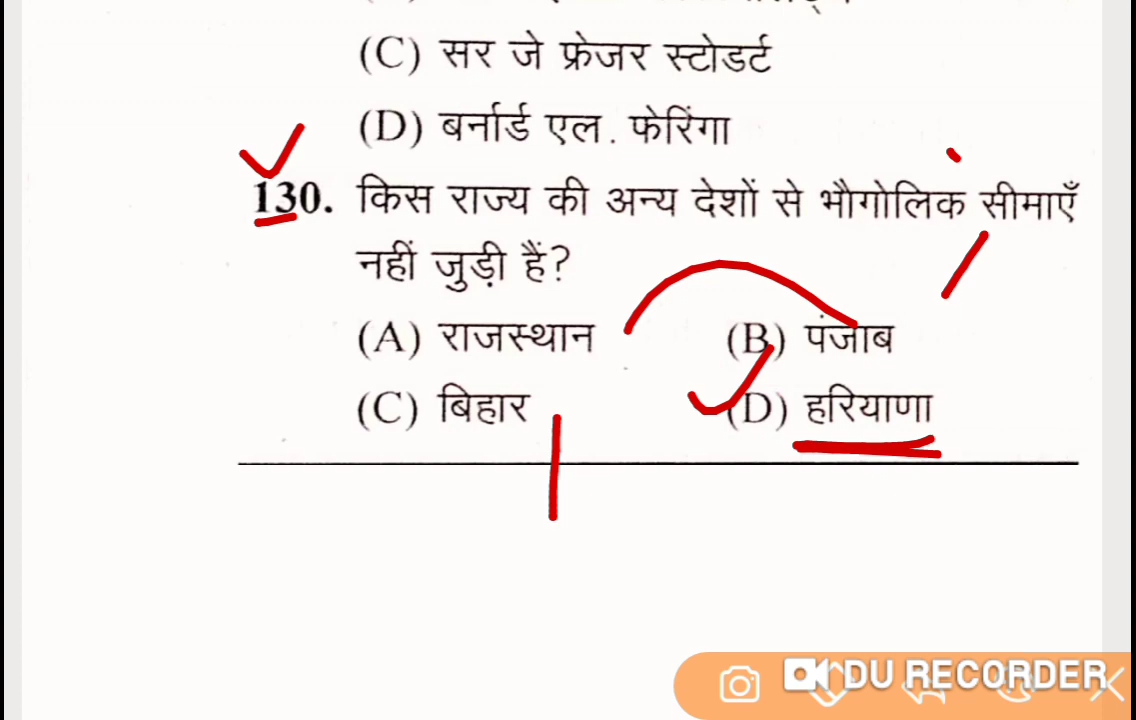 (C) सर जे फ्रेजर स्टोडर्ट
(D) बर्नार्ड एल. फेरिंगा
130. किस राज्य की अन्य देशों से भौगोलिक सीमाएँ
नहीं जुड़ी हैं?
(A) राजस्थान (B) पंजाब
(C) बिहार (D) हरियाणा
DU RECORDER